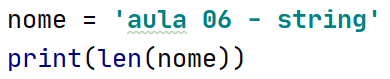 nome = 'aula 06 - string'
print(len(nome))